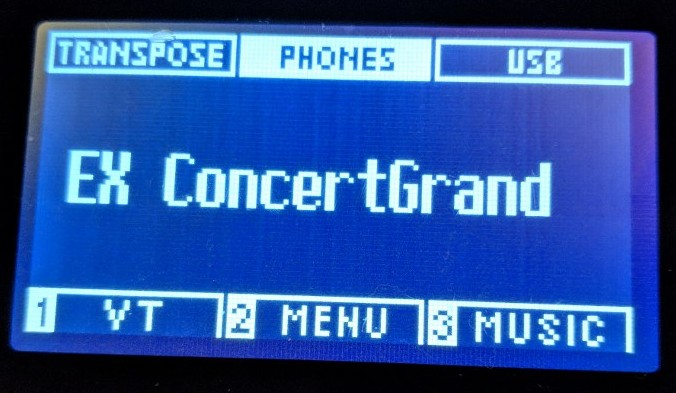 TRANSPOSE PHONES USB
EX ConcertGrand
1 VT 2 MENU 3 MUSIC